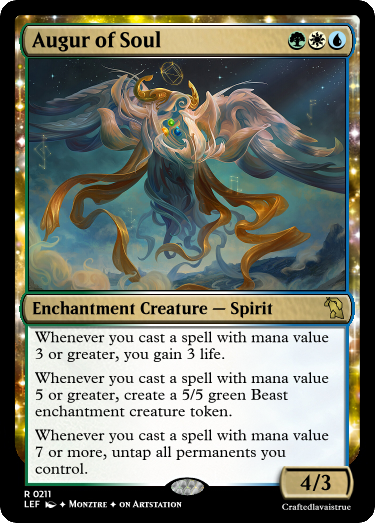 Augur of Soul
Enchantment Creature — Spirit
Whenever you cast a spell with mana value
3 or greater, you gain 3 life.
Whenever you cast a spell with mana value
5 or greater, create a 5/5 green Beast
enchantment creature token.
Whenever you cast a spell with mana value
7 or more, untap all permanents you
control.
4/3
R 0211
LEF ✦ Monztre ✦ on Artstation
Craftedlavaistrue